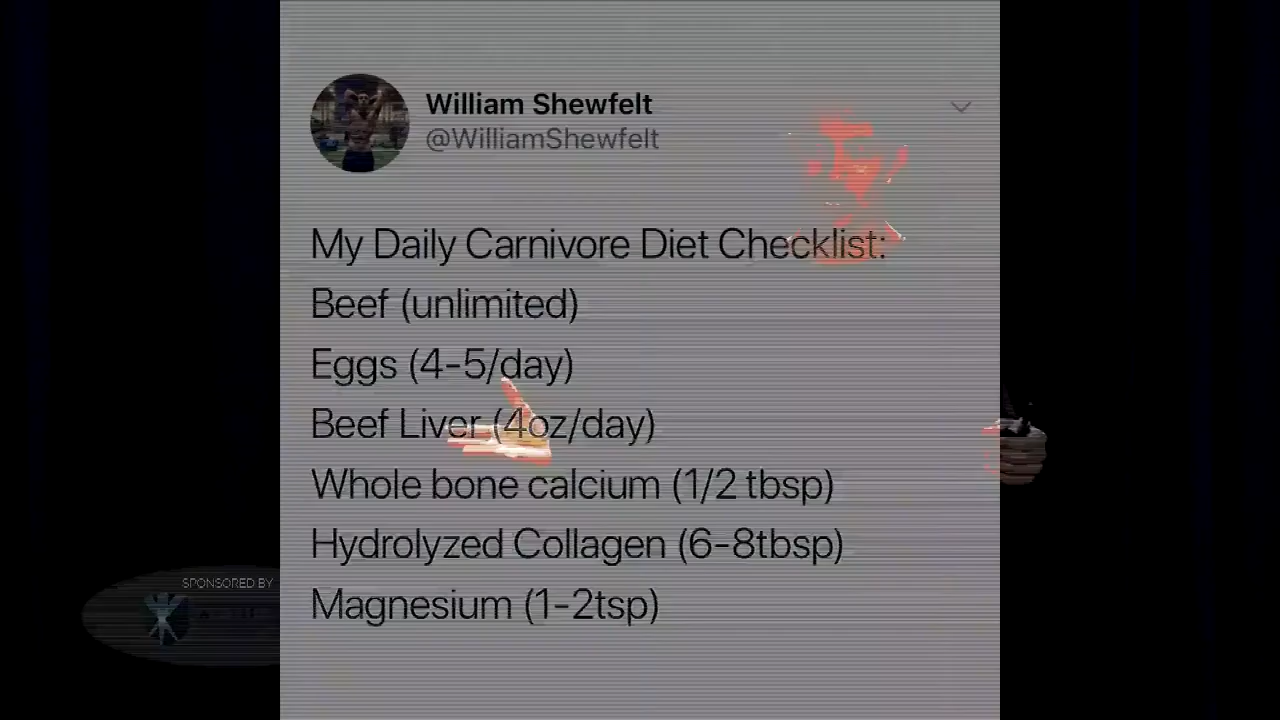 William Shewfelt
@WilliamShewfelt
My Daily Carnivore Diet Checklist:
Beef (unlimited)
Eggs (4-5/day)
Beef Liver (4oz/day)
Whole bone calcium (1/2 tbsp)
Hydrolyzed Collagen (6-8tbsp)
Magnesium (1-2tsp)
SPONSORED BY